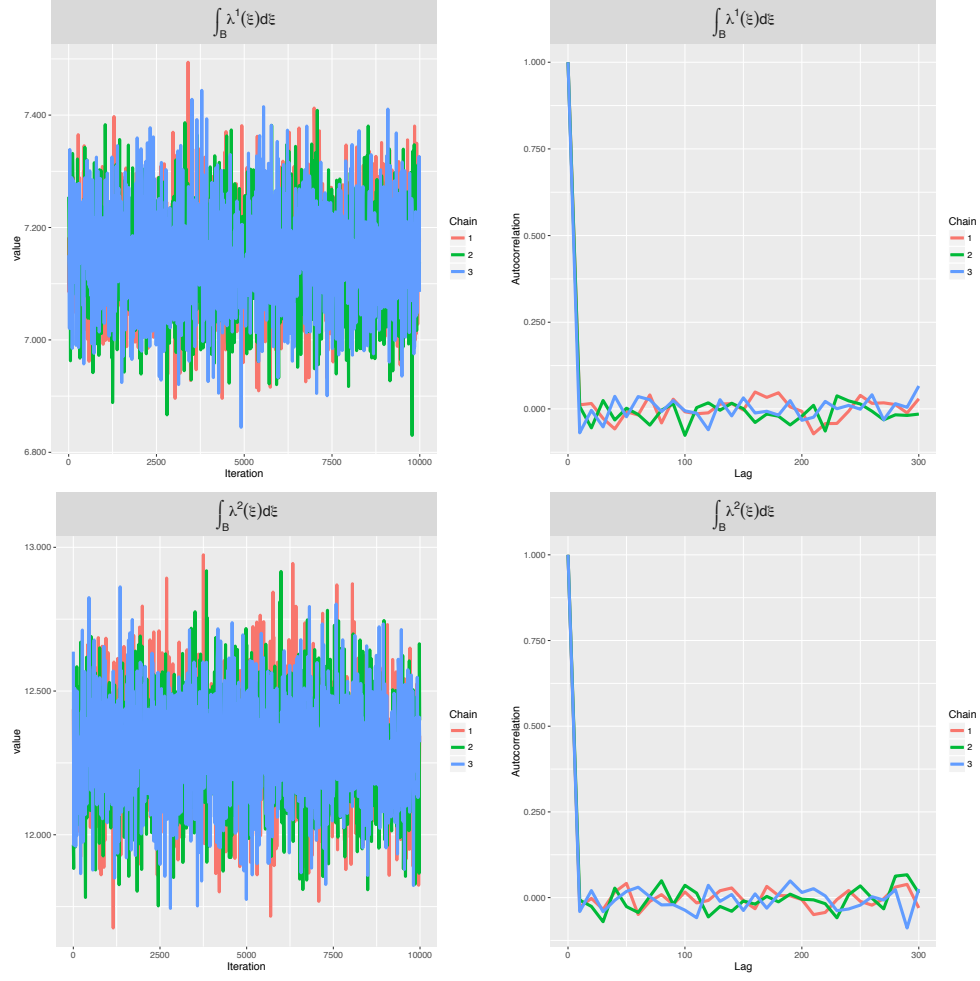 ∫_B λ¹(ξ)dξ
7.400
7.200
7.000
6.800
value
0 2500 5000 7500 10000
Iteration
Chain
1
2
3
∫_B λ¹(ξ)dξ
1.000
0.750
0.500
0.250
0.000
Autocorrelation
0 100 200 300
Lag
Chain
1
2
3
∫_B λ²(ξ)dξ
13.000
12.500
12.000
value
0 2500 5000 7500 10000
Iteration
Chain
1
2
3
∫_B λ²(ξ)dξ
1.000
0.750
0.500
0.250
0.000
Autocorrelation
0 100 200 300
Lag
Chain
1
2
3